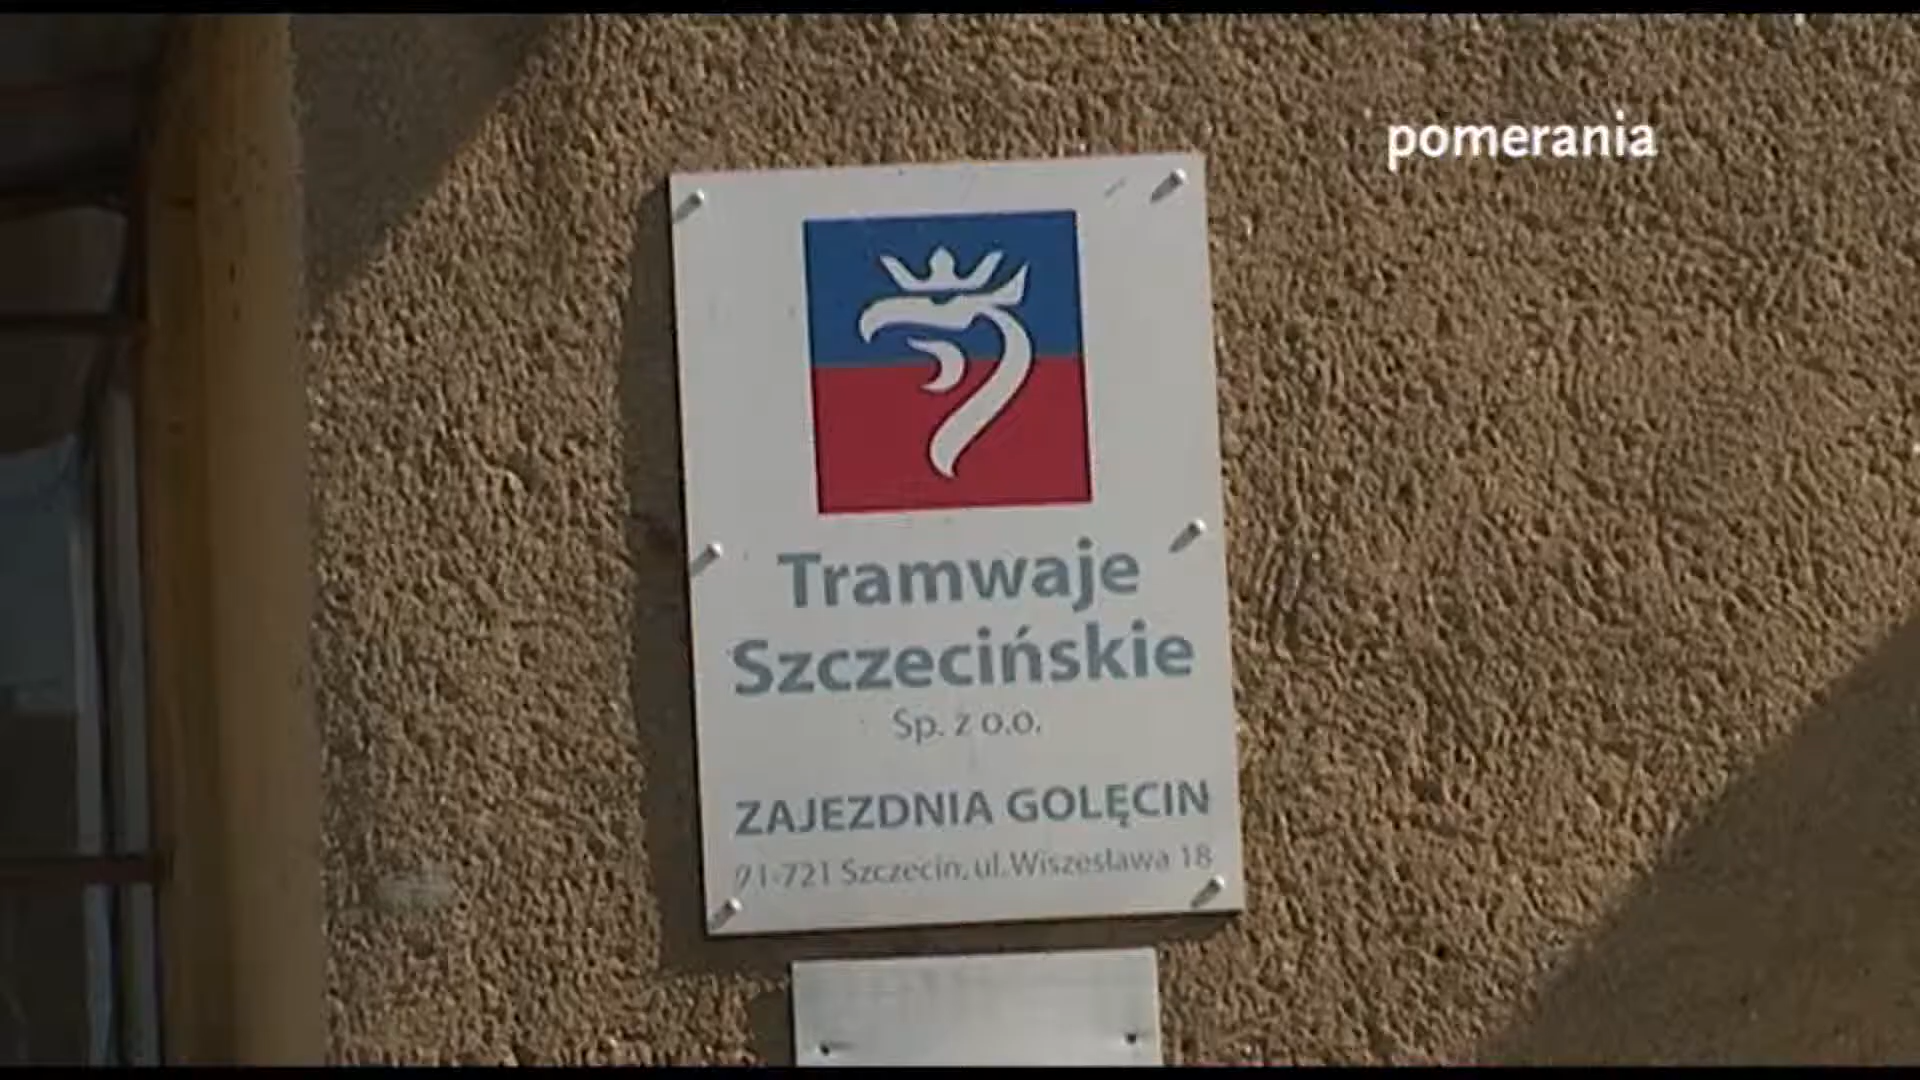 pomerania
Tramwaje
Szczecińskie
Sp. z o.o.
ZAJEZDNIA GOLĘCIN
71-721 Szczecin, ul. Wiszesława 18